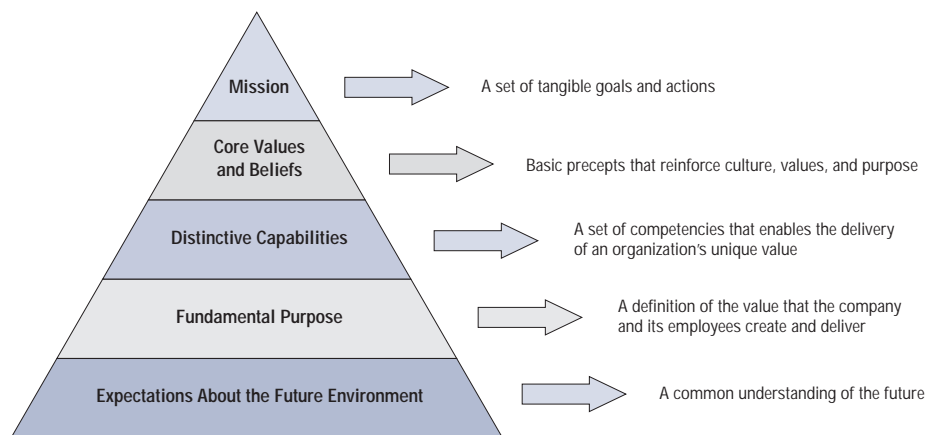 Mission
A set of tangible goals and actions
Core Values
and Beliefs
Basic precepts that reinforce culture, values, and purpose
Distinctive Capabilities
A set of competencies that enables the delivery
of an organization's unique value
Fundamental Purpose
A definition of the value that the company
and its employees create and deliver
Expectations About the Future Environment
A common understanding of the future